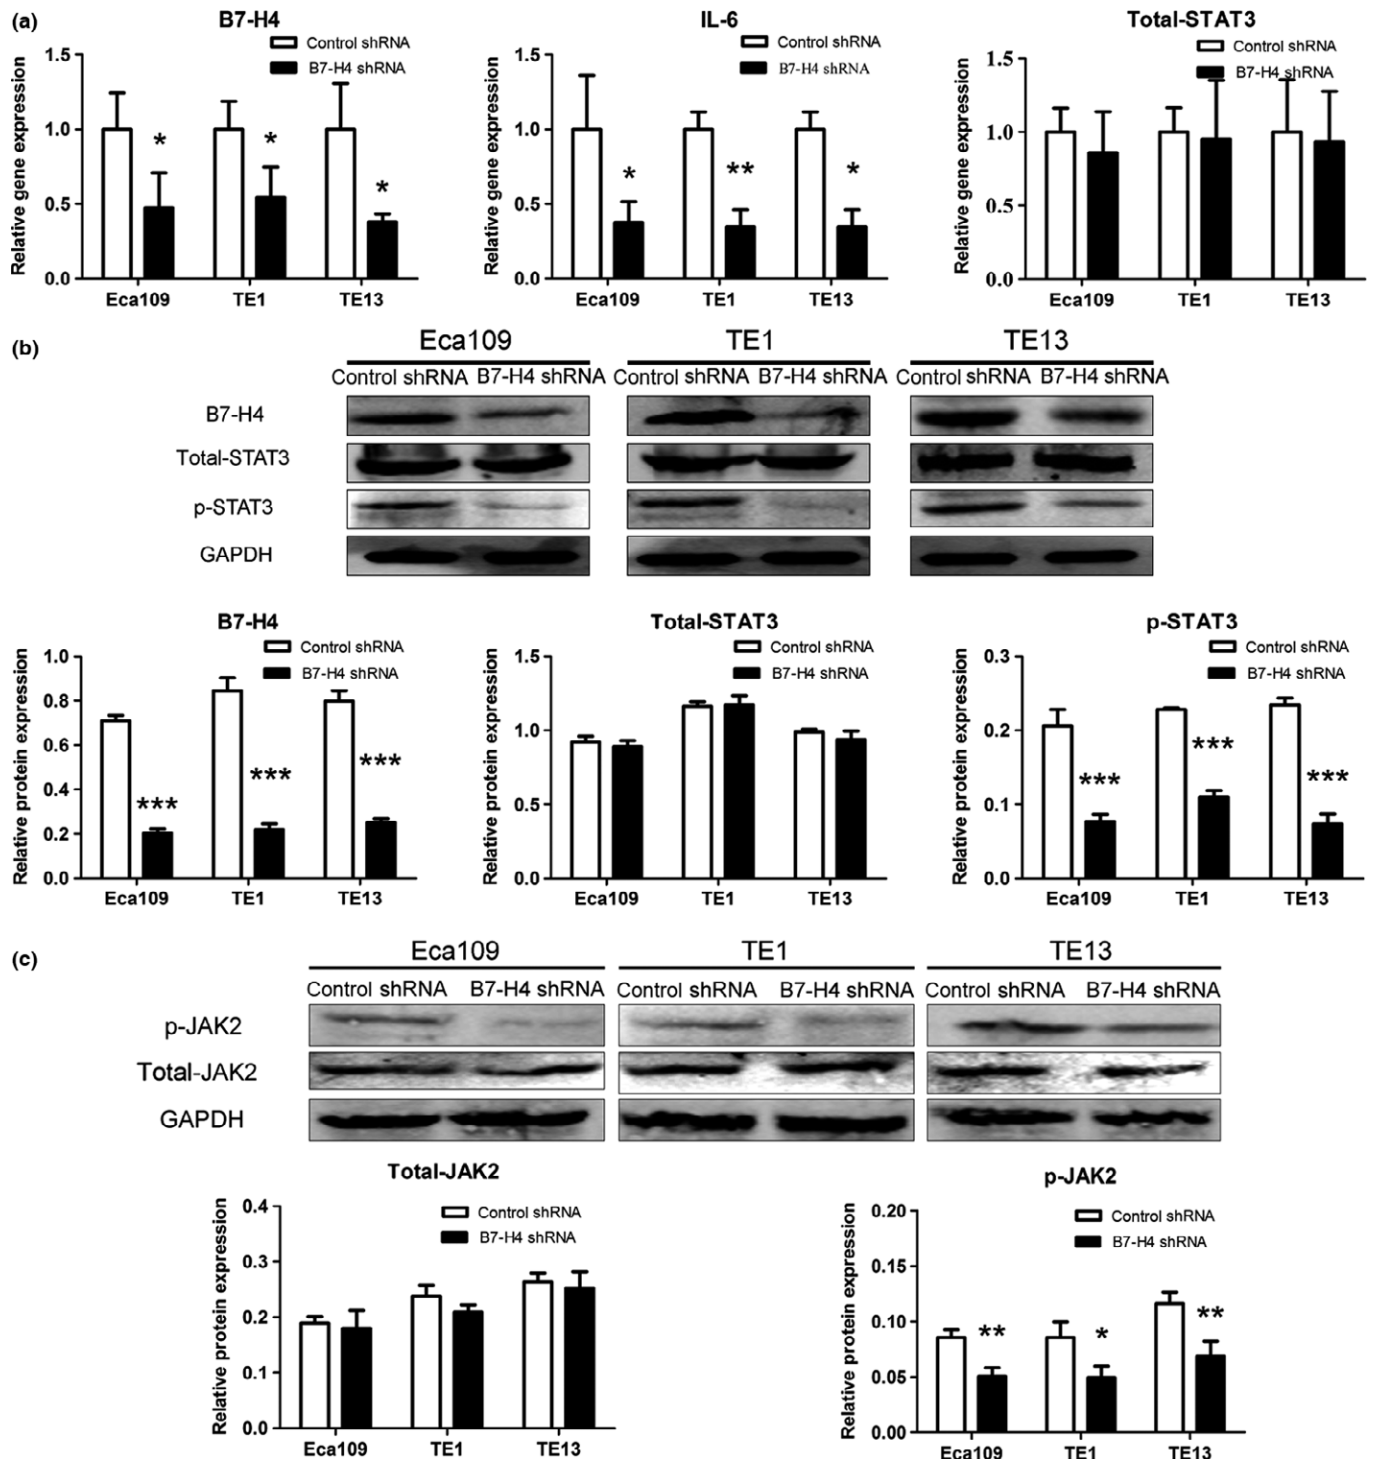 (a)
B7-H4
Control shRNA
B7-H4 shRNA
Relative gene expression
1.5
1.0
0.5
0.0
*
*
*
Eca109 TE1 TE13
IL-6
Control shRNA
B7-H4 shRNA
Relative gene expression
1.5
1.0
0.5
0.0
*
**
*
Eca109 TE1 TE13
Total-STAT3
Control shRNA
B7-H4 shRNA
Relative gene expression
1.5
1.0
0.5
0.0
Eca109 TE1 TE13
(b)
Eca109 TE1 TE13
Control shRNA B7-H4 shRNA Control shRNA B7-H4 shRNA Control shRNA B7-H4 shRNA
B7-H4
Total-STAT3
p-STAT3
GAPDH
B7-H4
Control shRNA
B7-H4 shRNA
Relative protein expression
1.0
0.8
0.6
0.4
0.2
0.0
***
***
***
Eca109 TE1 TE13
Total-STAT3
Control shRNA
B7-H4 shRNA
Relative protein expression
1.5
1.0
0.5
0.0
Eca109 TE1 TE13
p-STAT3
Control shRNA
B7-H4 shRNA
Relative protein expression
0.3
0.2
0.1
0.0
***
***
***
Eca109 TE1 TE13
(c)
Eca109 TE1 TE13
Control shRNA B7-H4 shRNA Control shRNA B7-H4 shRNA Control shRNA B7-H4 shRNA
p-JAK2
Total-JAK2
GAPDH
Total-JAK2
Control shRNA
B7-H4 shRNA
Relative protein expression
0.4
0.3
0.2
0.1
0.0
Eca109 TE1 TE13
p-JAK2
Control shRNA
B7-H4 shRNA
Relative protein expression
0.20
0.15
0.10
0.05
0.00
**
*
**
Eca109 TE1 TE13